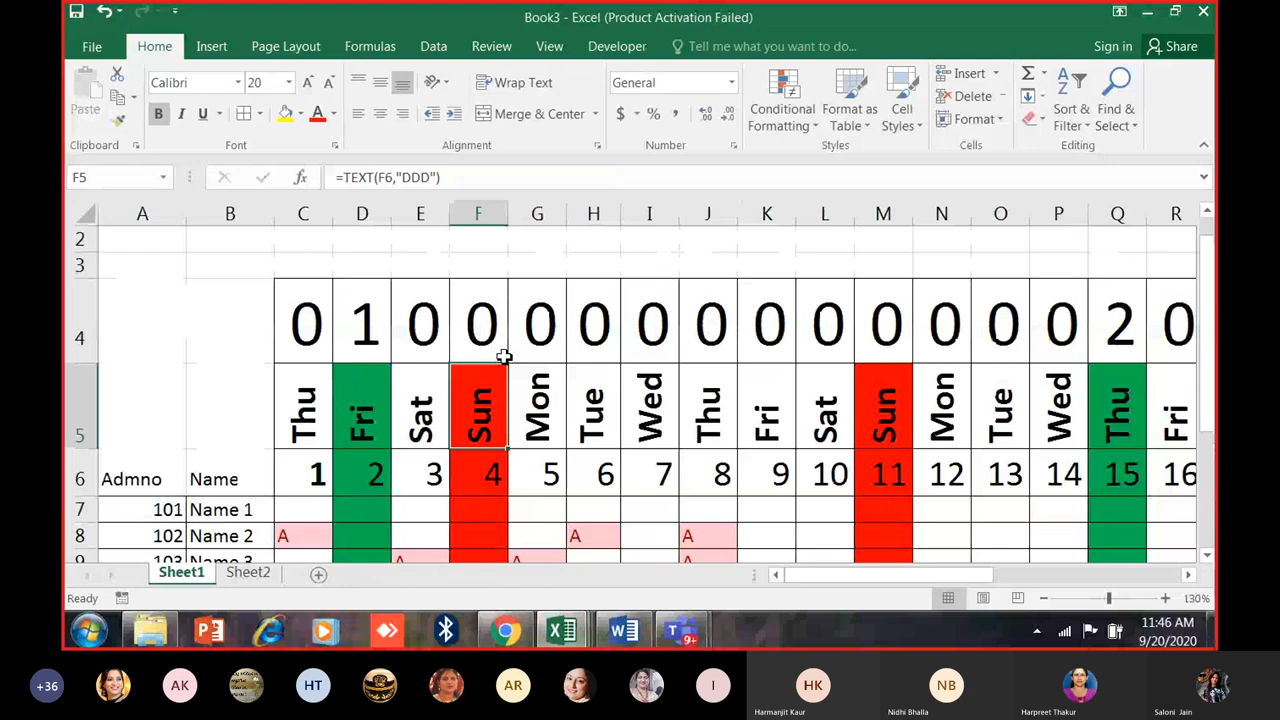 Book3 - Excel (Product Activation Failed)
File Home Insert Page Layout Formulas Data Review View Developer Tell me what you want to do... Sign in Share
Calibri 20 Wrap Text General Insert Σ
Paste B I U Merge & Center $ % Conditional Formatting Format as Table Cell Styles Delete Format Sort & Filter Find & Select
Clipboard Font Alignment Number Styles Cells Editing
F5 fx =TEXT(F6,"DDD")
A B C D E F G H I J K L M N O P Q R
2
3
4 0 1 0 0 0 0 0 0 0 0 0 0 0 0 2 0
5 Thu Fri Sat Sun Mon Tue Wed Thu Fri Sat Sun Mon Tue Wed Thu Fri
6 Admno Name 1 2 3 4 5 6 7 8 9 10 11 12 13 14 15 16
7 101 Name 1
8 102 Name 2 A A A
9 103 Name 3 A A A
Sheet1 Sheet2
Ready 130%
9+ 11:46 AM
9/20/2020
+36 AK HT AR I HK NB
Harmanjit Kaur Nidhi Bhalla Harpreet Thakur Saloni Jain